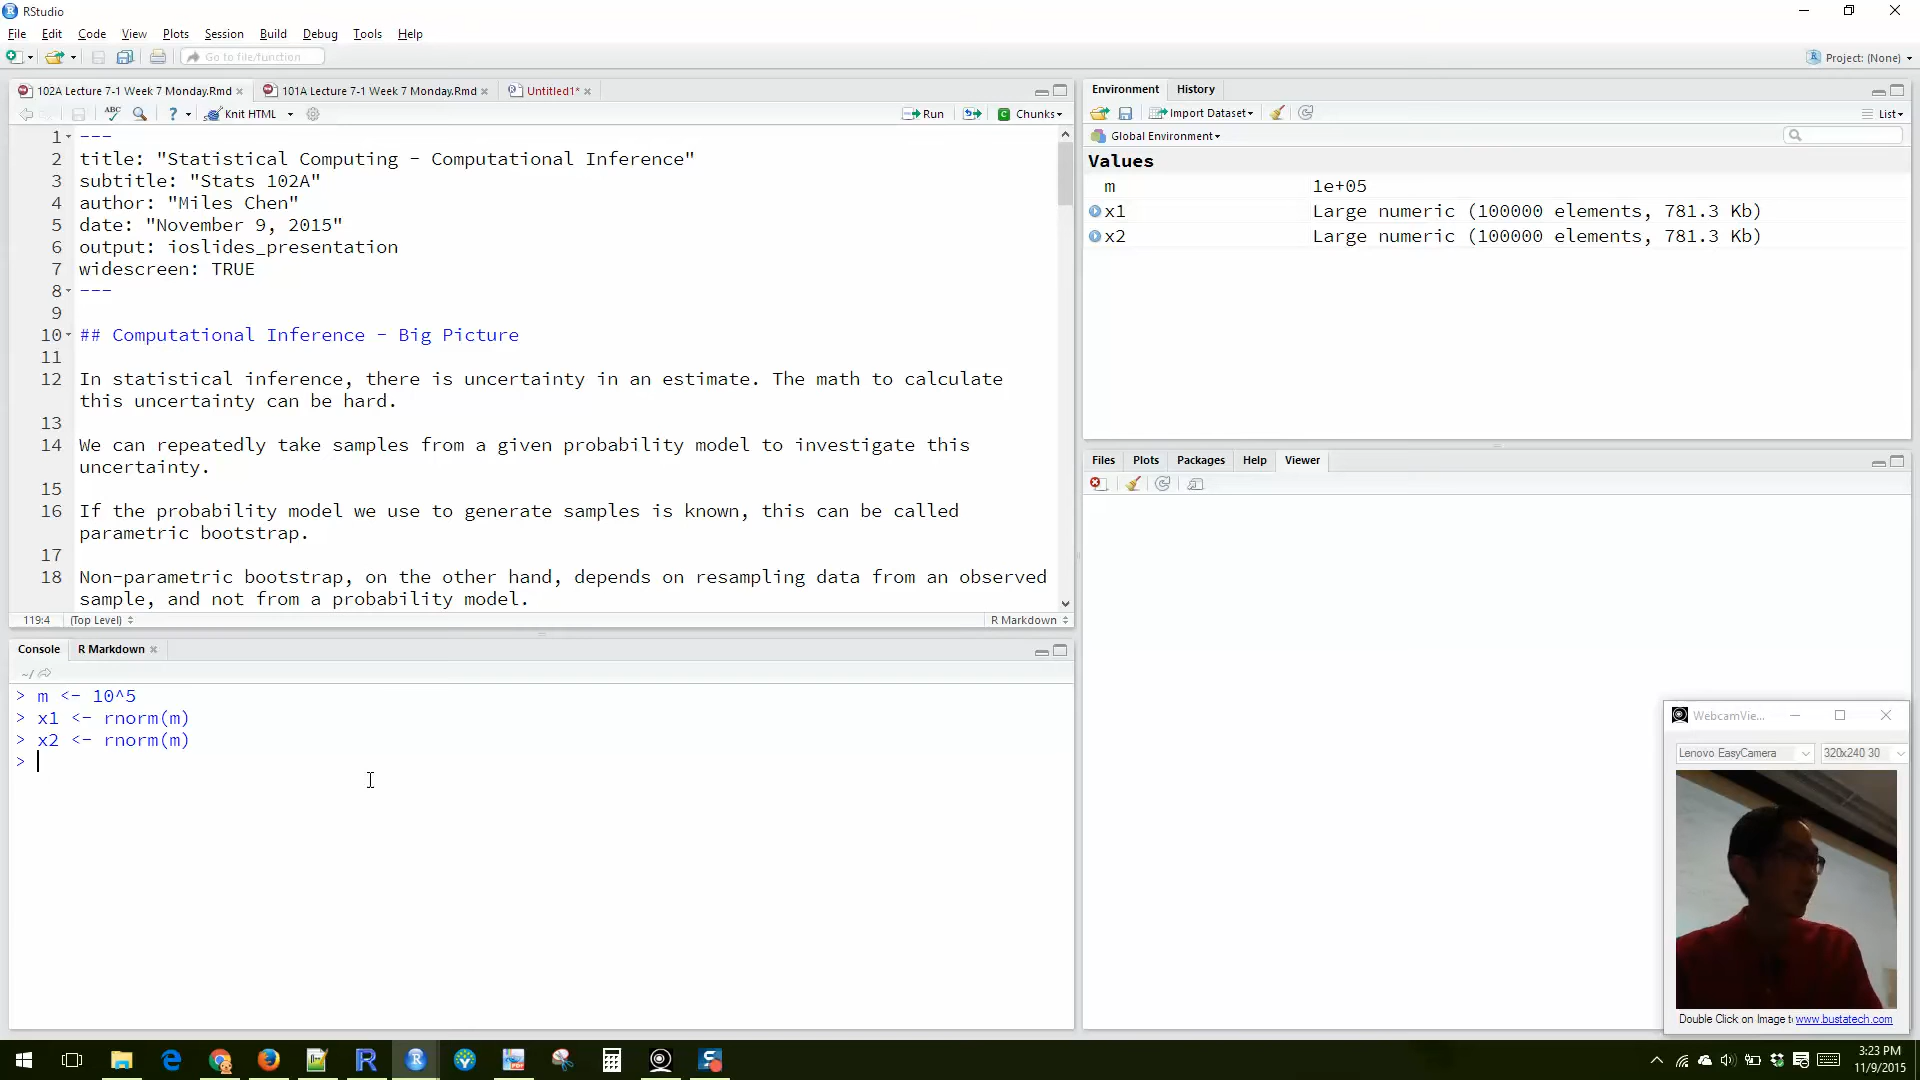 RStudio
File Edit Code View Plots Session Build Debug Tools Help
Go to file/function
Project: (None)
102A Lecture 7-1 Week 7 Monday.Rmd
101A Lecture 7-1 Week 7 Monday.Rmd
Untitled1*
ABC
Knit HTML
Run
Chunks
1 ---
2 title: "Statistical Computing - Computational Inference"
3 subtitle: "Stats 102A"
4 author: "Miles Chen"
5 date: "November 9, 2015"
6 output: ioslides_presentation
7 widescreen: TRUE
8 ---
9
10 ## Computational Inference - Big Picture
11
12 In statistical inference, there is uncertainty in an estimate. The math to calculate
this uncertainty can be hard.
13
14 We can repeatedly take samples from a given probability model to investigate this
uncertainty.
15
16 If the probability model we use to generate samples is known, this can be called
parametric bootstrap.
17
18 Non-parametric bootstrap, on the other hand, depends on resampling data from an observed
sample, and not from a probability model.
119:4 (Top Level) R Markdown
Console R Markdown
~/
> m <- 10^5
> x1 <- rnorm(m)
> x2 <- rnorm(m)
>
Environment History
Import Dataset
List
Global Environment
Values
m 1e+05
x1 Large numeric (100000 elements, 781.3 Kb)
x2 Large numeric (100000 elements, 781.3 Kb)
Files Plots Packages Help Viewer
WebcamVie...
Lenovo EasyCamera 320x240 30
Double Click on Image t www.bustatech.com
3:23 PM
11/9/2015